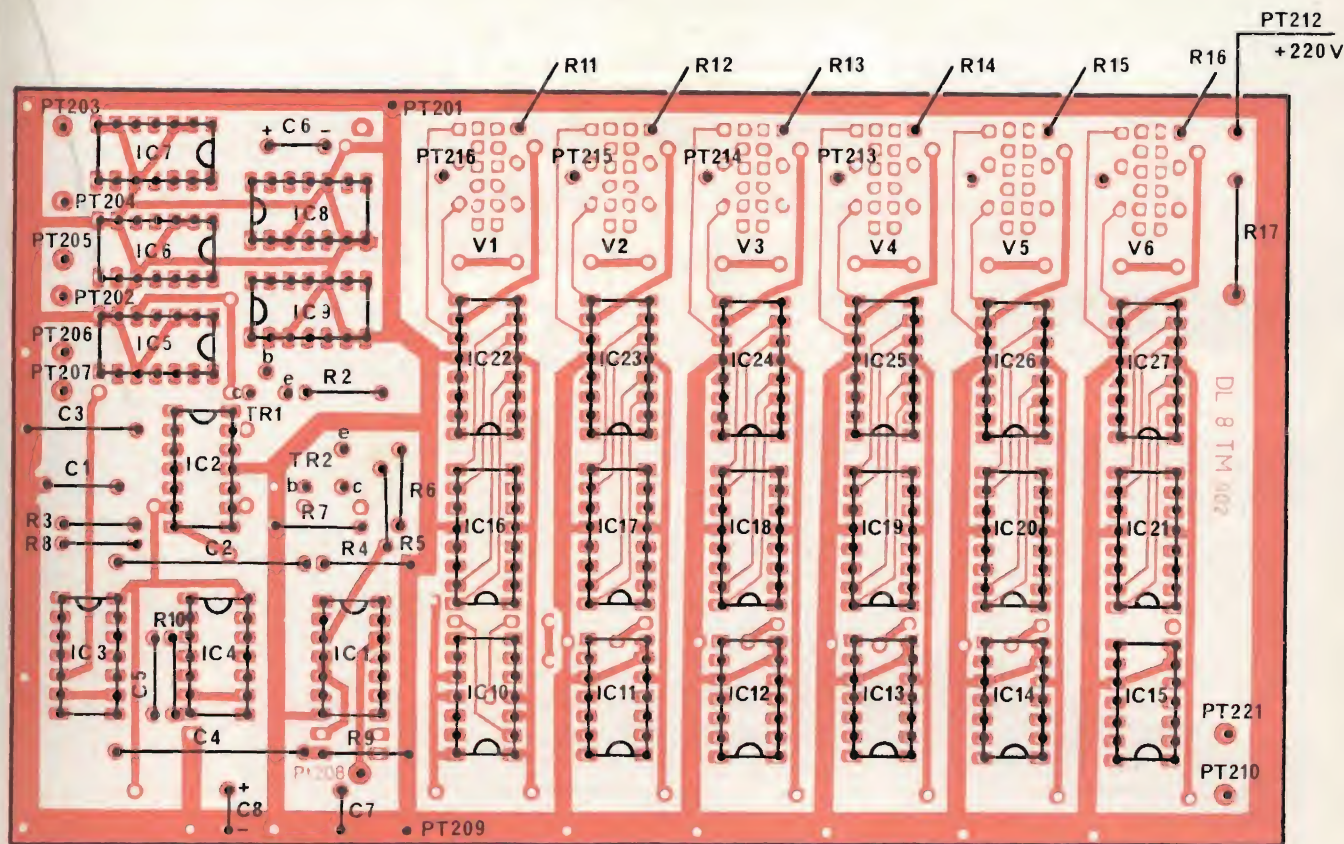 PT212
+220V
R11 R12 R13 R14 R15 R16
PT203 C6 + - PT201
IC7 PT216 PT215 PT214 PT213
PT204 IC8
PT205 IC6 V1 V2 V3 V4 V5 V6 R17
PT202 IC9
PT206 IC5 b IC22 IC23 IC24 IC25 IC26 IC27
PT207 c e R2
C3 TR1 DL 8 TM 902
IC2 e
C1 TR2 R6
b c
R3 R7 IC16 IC17 IC18 IC19 IC20 IC21
R8 C2 R4 R5
R10
IC3 IC4 IC1
C5 IC10 IC11 IC12 IC13 IC14 IC15
PT221
C4 R9
PT208
+ PT210
C8 C7
- PT209